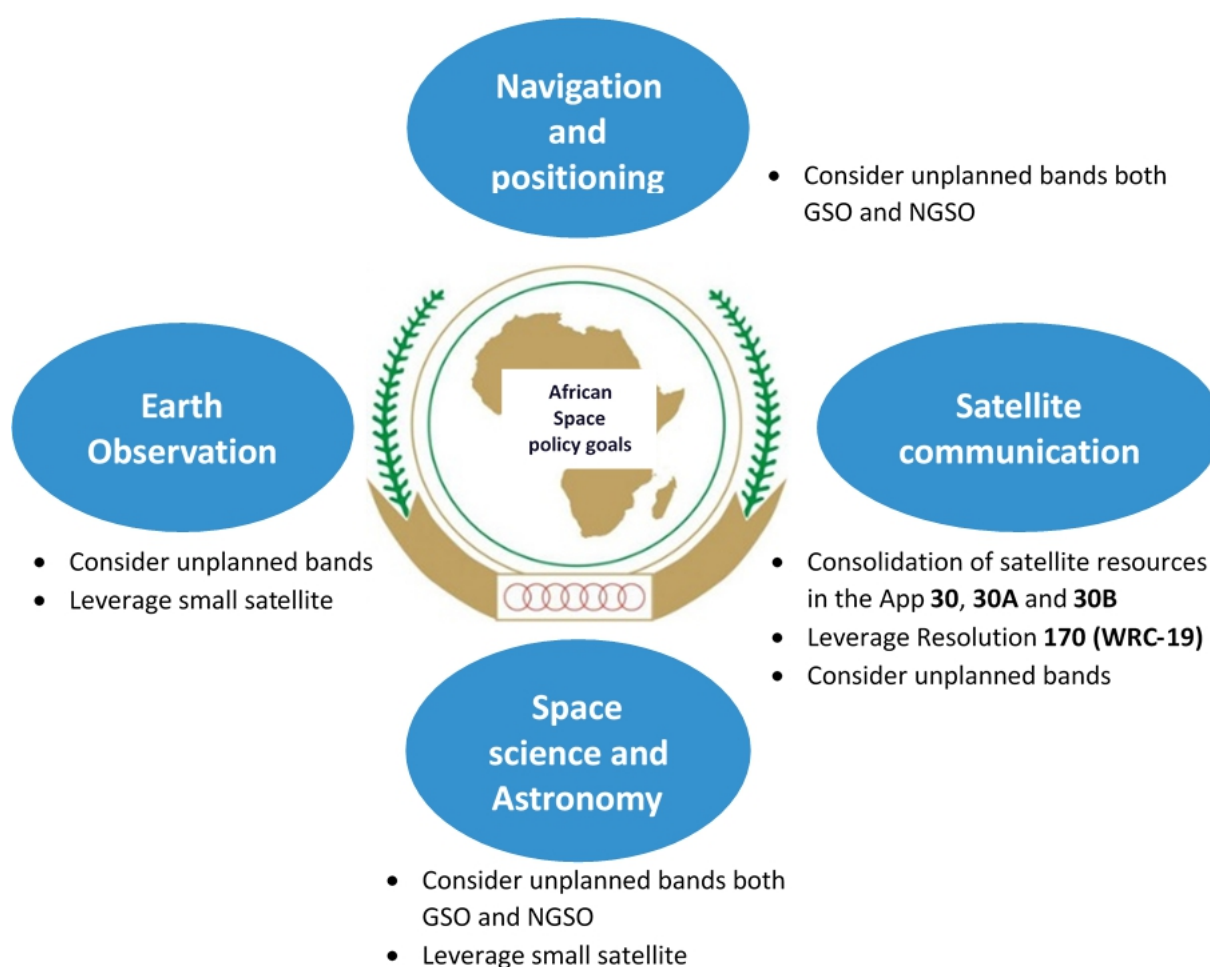 Navigation
and
positioning
• Consider unplanned bands both
GSO and NGSO
Earth
Observation
• Consider unplanned bands
• Leverage small satellite
African
Space
policy goals
Satellite
communication
• Consolidation of satellite resources
in the App 30, 30A and 30B
• Leverage Resolution 170 (WRC-19)
• Consider unplanned bands
Space
science and
Astronomy
• Consider unplanned bands both
GSO and NGSO
• Leverage small satellite